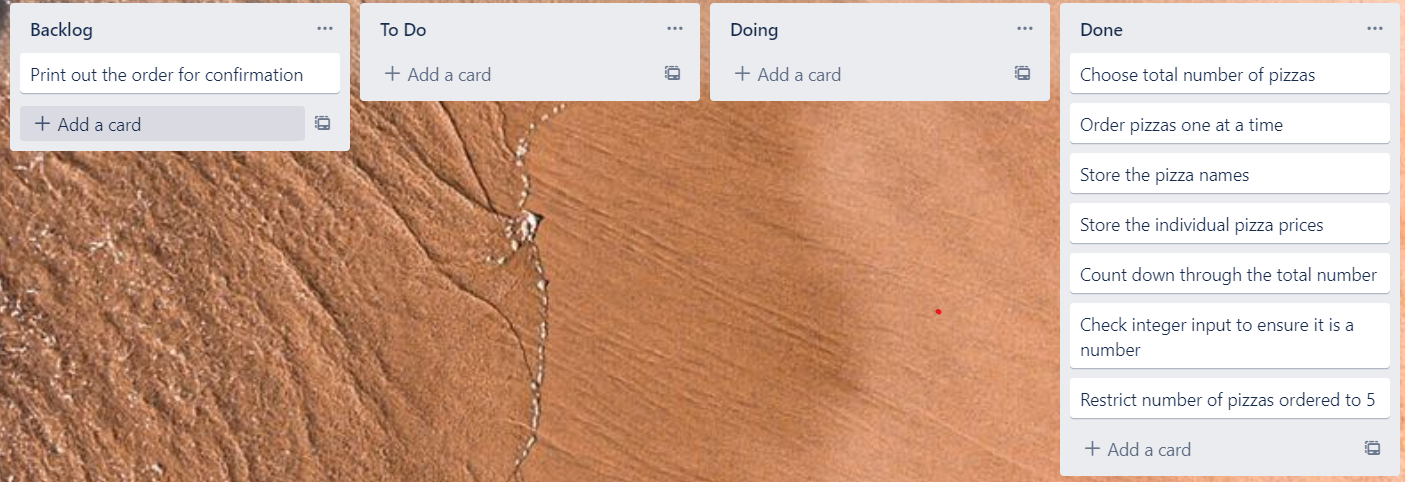 Backlog
Print out the order for confirmation
+ Add a card
To Do
+ Add a card
Doing
+ Add a card
Done
Choose total number of pizzas
Order pizzas one at a time
Store the pizza names
Store the individual pizza prices
Count down through the total number
Check integer input to ensure it is a
number
Restrict number of pizzas ordered to 5
+ Add a card